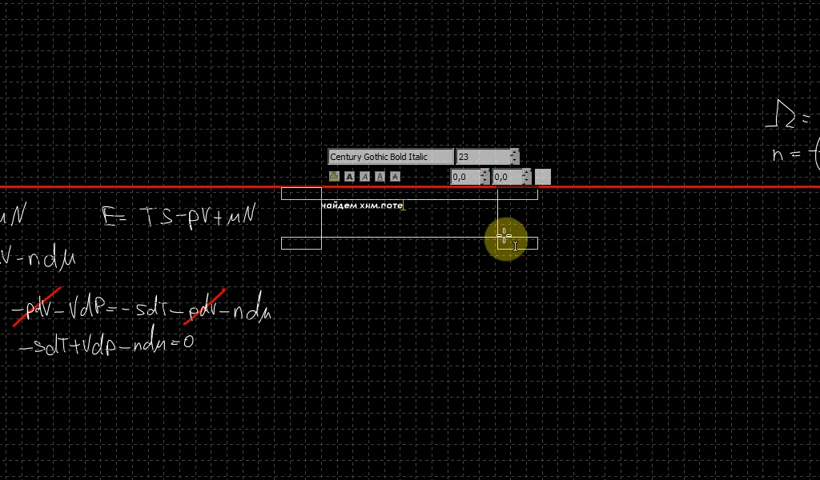 Century Gothic Bold Italic 23
A A A A 0,0 0,0
найдем хим.поте
Ω =
n =
μN E = TS-pV+μN
V-ndμ
-pdV-Vdp=-sdT-pdV-ndμ
-sdT+Vdp-ndμ=0